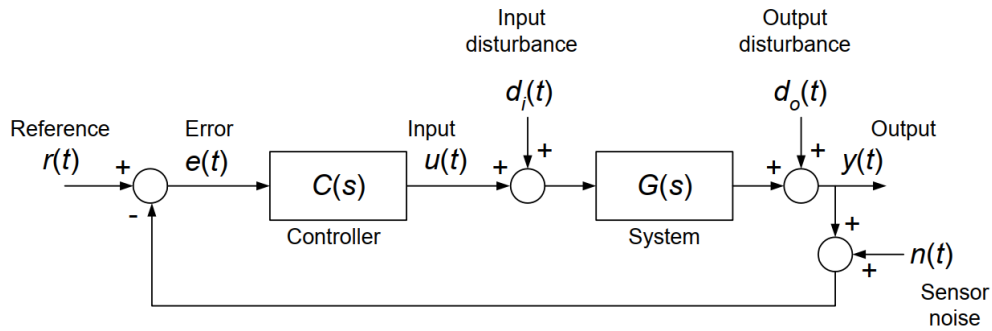 Input
disturbance
d_i(t)
Output
disturbance
d_o(t)
Reference
r(t)
+
-
Error
e(t)
C(s)
Controller
Input
u(t)
+
+
G(s)
System
+
+
Output
y(t)
+
+
n(t)
Sensor
noise